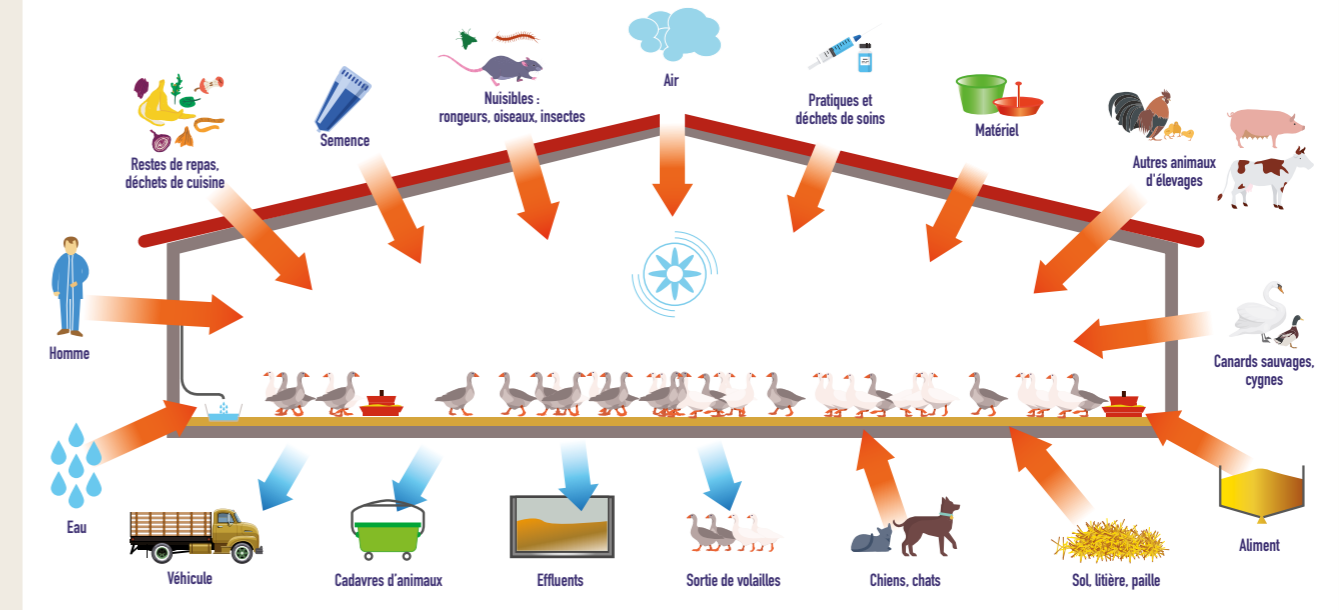 Air
Nuisibles :
rongeurs, oiseaux, insectes
Pratiques et
déchets de soins
Matériel
Semence
Restes de repas,
déchets de cuisine
Autres animaux
d'élevages
Homme
Canards sauvages,
cygnes
Eau
Aliment
Véhicule
Cadavres d'animaux
Effluents
Sortie de volailles
Chiens, chats
Sol, litière, paille